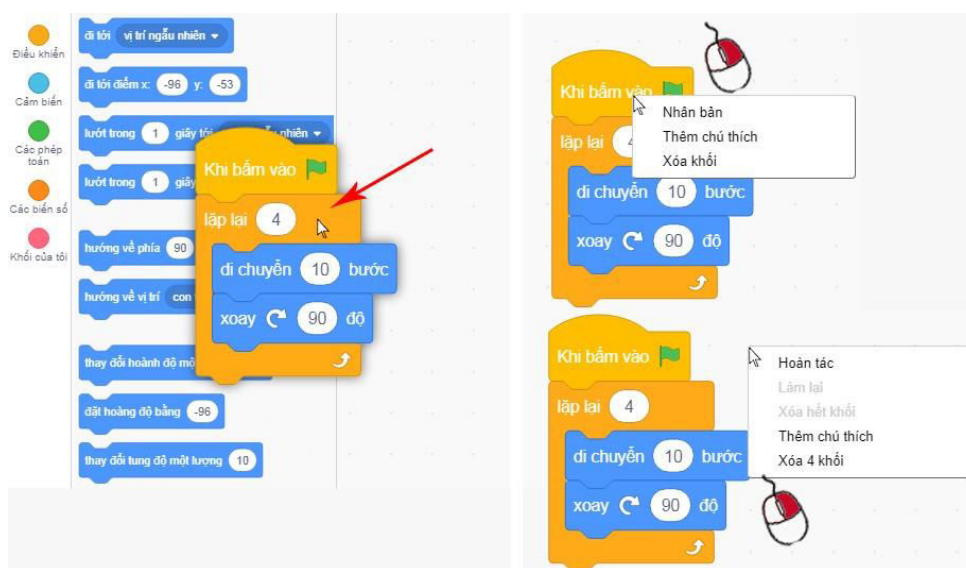 đi tới vị trí ngẫu nhiên
Điều khiển
đi tới điểm x: -96 y: -53
Cảm biến
Các phép toán
lướt trong 1 giây tới
nhiên
lướt trong 1 giây
Các biến số
Khối của tôi
hướng về phía 90
hướng về vị trí con
thay đổi hoành độ mộ
đặt hoàng độ bằng -96
thay đổi tung độ một lượng 10
Khi bấm vào
lặp lại 4
di chuyển 10 bước
xoay 90 độ
Khi bấm vào
lặp lại 4
di chuyển 10 bước
xoay 90 độ
Nhân bản
Thêm chú thích
Xóa khối
Khi bấm vào
lặp lại 4
di chuyển 10 bước
xoay 90 độ
Hoàn tác
Làm lại
Xóa hết khối
Thêm chú thích
Xóa 4 khối